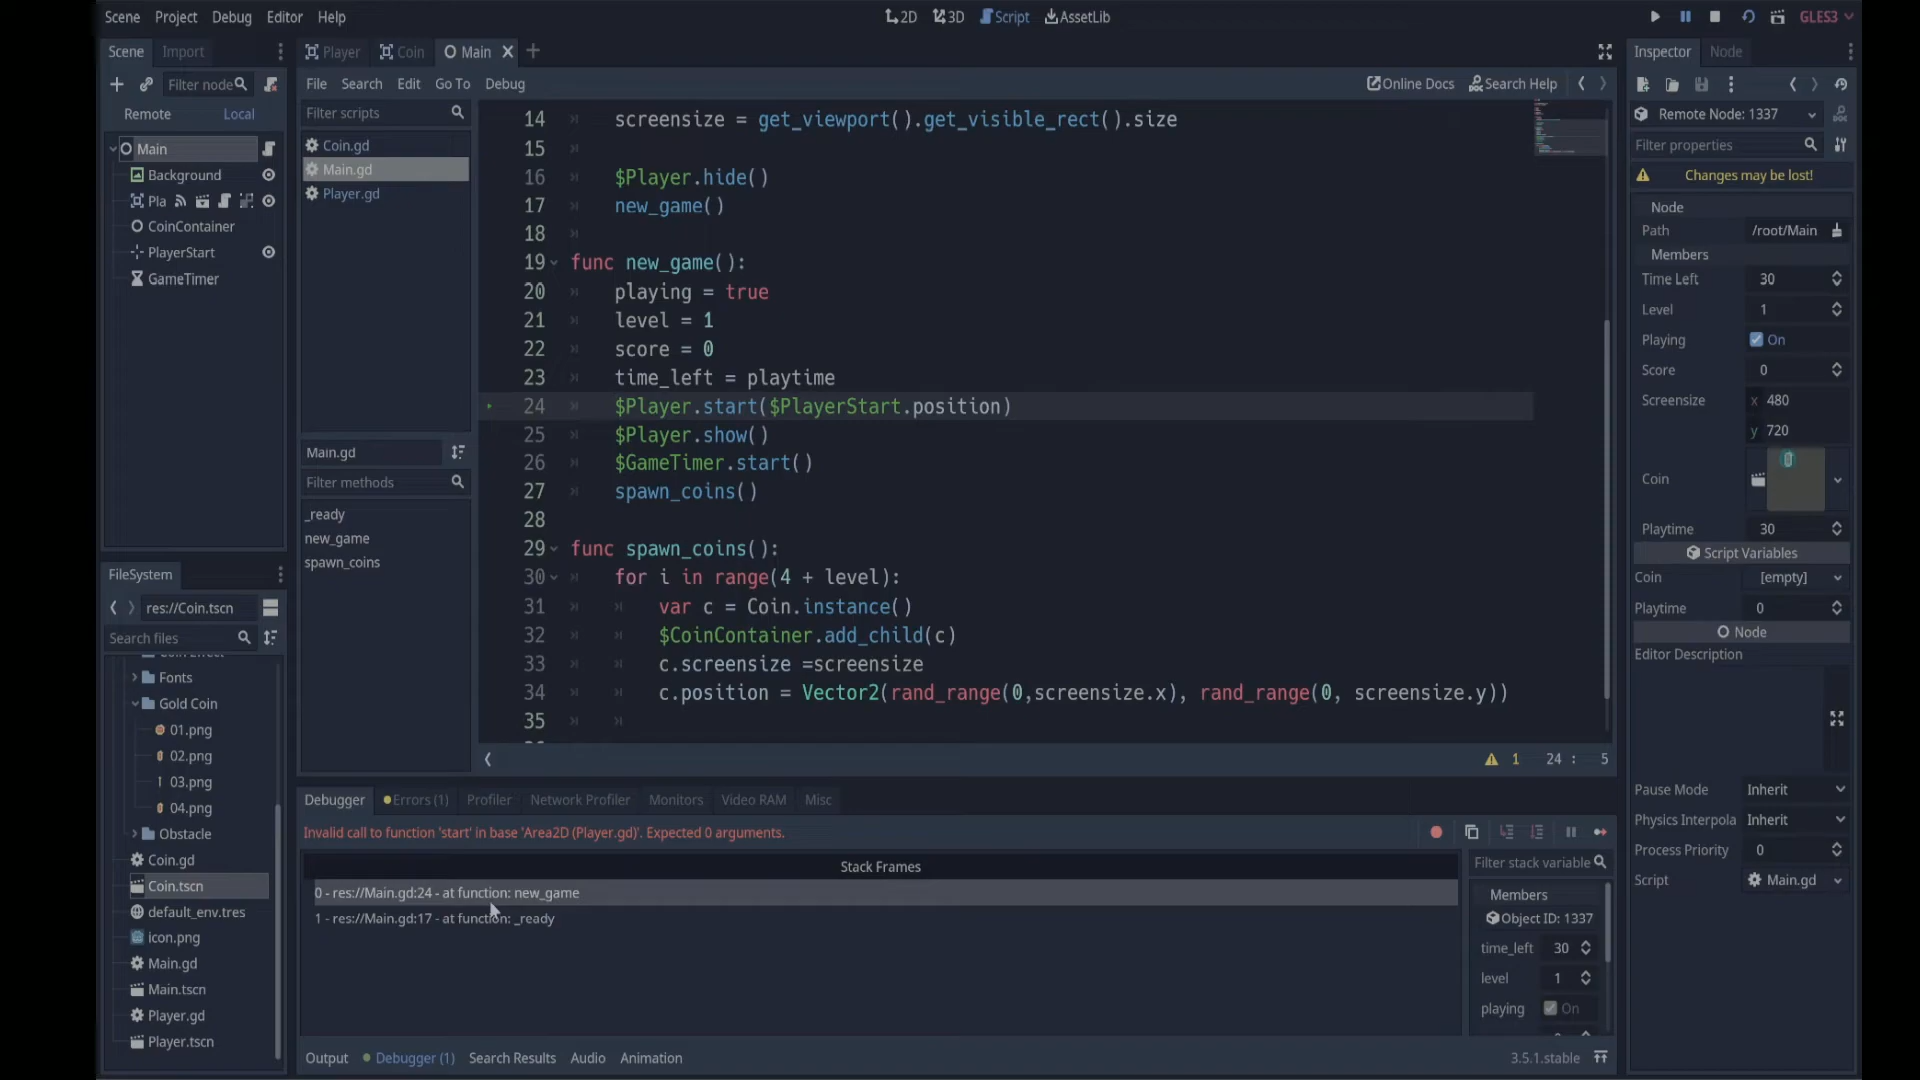 Scene Project Debug Editor Help
2D 3D Script AssetLib
GLES3
Scene Import
Filter node
Remote Local
Main
Background
Pla
CoinContainer
PlayerStart
GameTimer
FileSystem
res://Coin.tscn
Search files
Fonts
Gold Coin
01.png
02.png
03.png
04.png
Obstacle
Coin.gd
Coin.tscn
default_env.tres
icon.png
Main.gd
Main.tscn
Player.gd
Player.tscn
Player Coin Main
File Search Edit Go To Debug
Online Docs Search Help
Filter scripts
Coin.gd
Main.gd
Player.gd
Main.gd
Filter methods
_ready
new_game
spawn_coins
14 screensize = get_viewport().get_visible_rect().size
15
16 $Player.hide()
17 new_game()
18
19 func new_game():
20 playing = true
21 level = 1
22 score = 0
23 time_left = playtime
24 $Player.start($PlayerStart.position)
25 $Player.show()
26 $GameTimer.start()
27 spawn_coins()
28
29 func spawn_coins():
30 for i in range(4 + level):
31 var c = Coin.instance()
32 $CoinContainer.add_child(c)
33 c.screensize =screensize
34 c.position = Vector2(rand_range(0,screensize.x), rand_range(0, screensize.y))
35
1 24 : 5
Debugger Errors (1) Profiler Network Profiler Monitors Video RAM Misc
Invalid call to function 'start' in base 'Area2D (Player.gd)'. Expected 0 arguments.
Stack Frames
0 - res://Main.gd:24 - at function: new_game
1 - res://Main.gd:17 - at function: _ready
Filter stack variable
Members
Object ID: 1337
time_left 30
level 1
playing On
Output Debugger (1) Search Results Audio Animation
3.5.1.stable
Inspector Node
Remote Node: 1337
Filter properties
Changes may be lost!
Node
Path /root/Main
Members
Time Left 30
Level 1
Playing On
Score 0
Screensize x 480
y 720
Coin
Playtime 30
Script Variables
Coin [empty]
Playtime 0
Node
Editor Description
Pause Mode Inherit
Physics Interpola Inherit
Process Priority 0
Script Main.gd